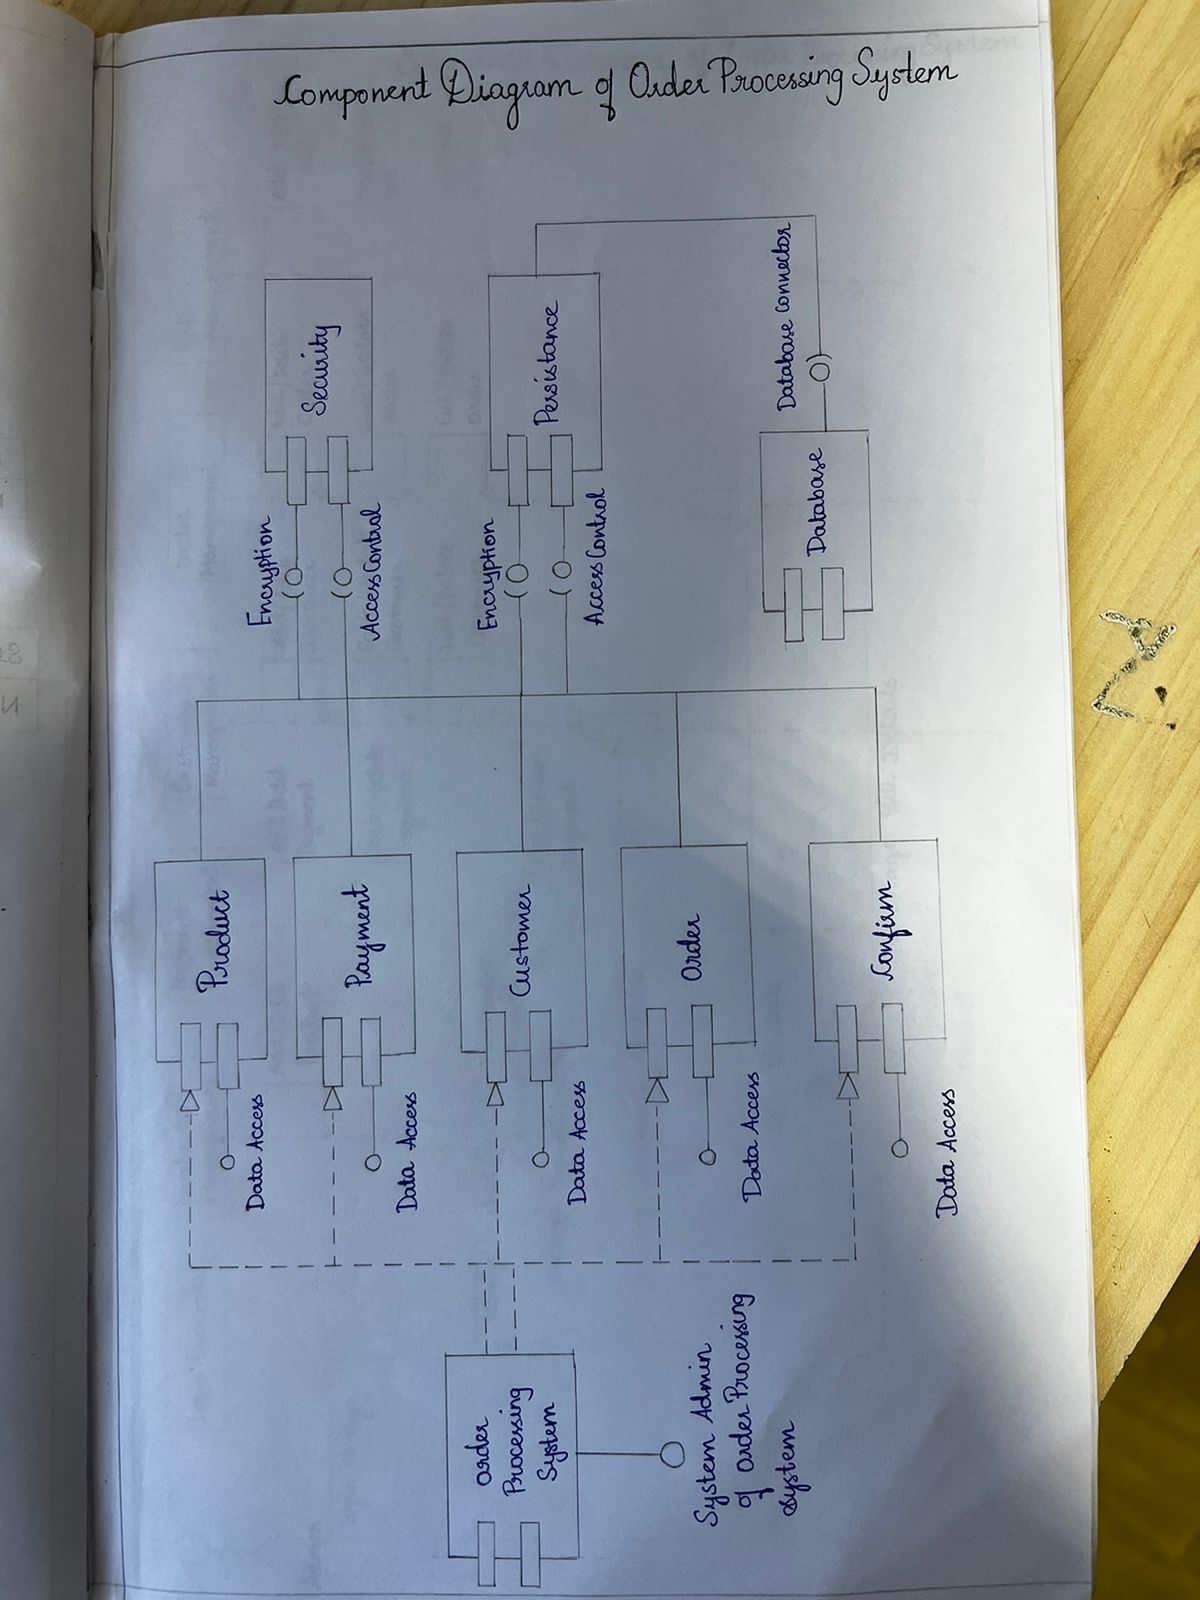 Component Diagram of Order Processing System
Order
Processing
System
System Admin
of Order Processing
System
Product
Data Access
Payment
Data Access
Customer
Data Access
Order
Data Access
Confirm
Data Access
Encryption
Security
Access Control
Encryption
Persistance
Access Control
Database
Database Connector